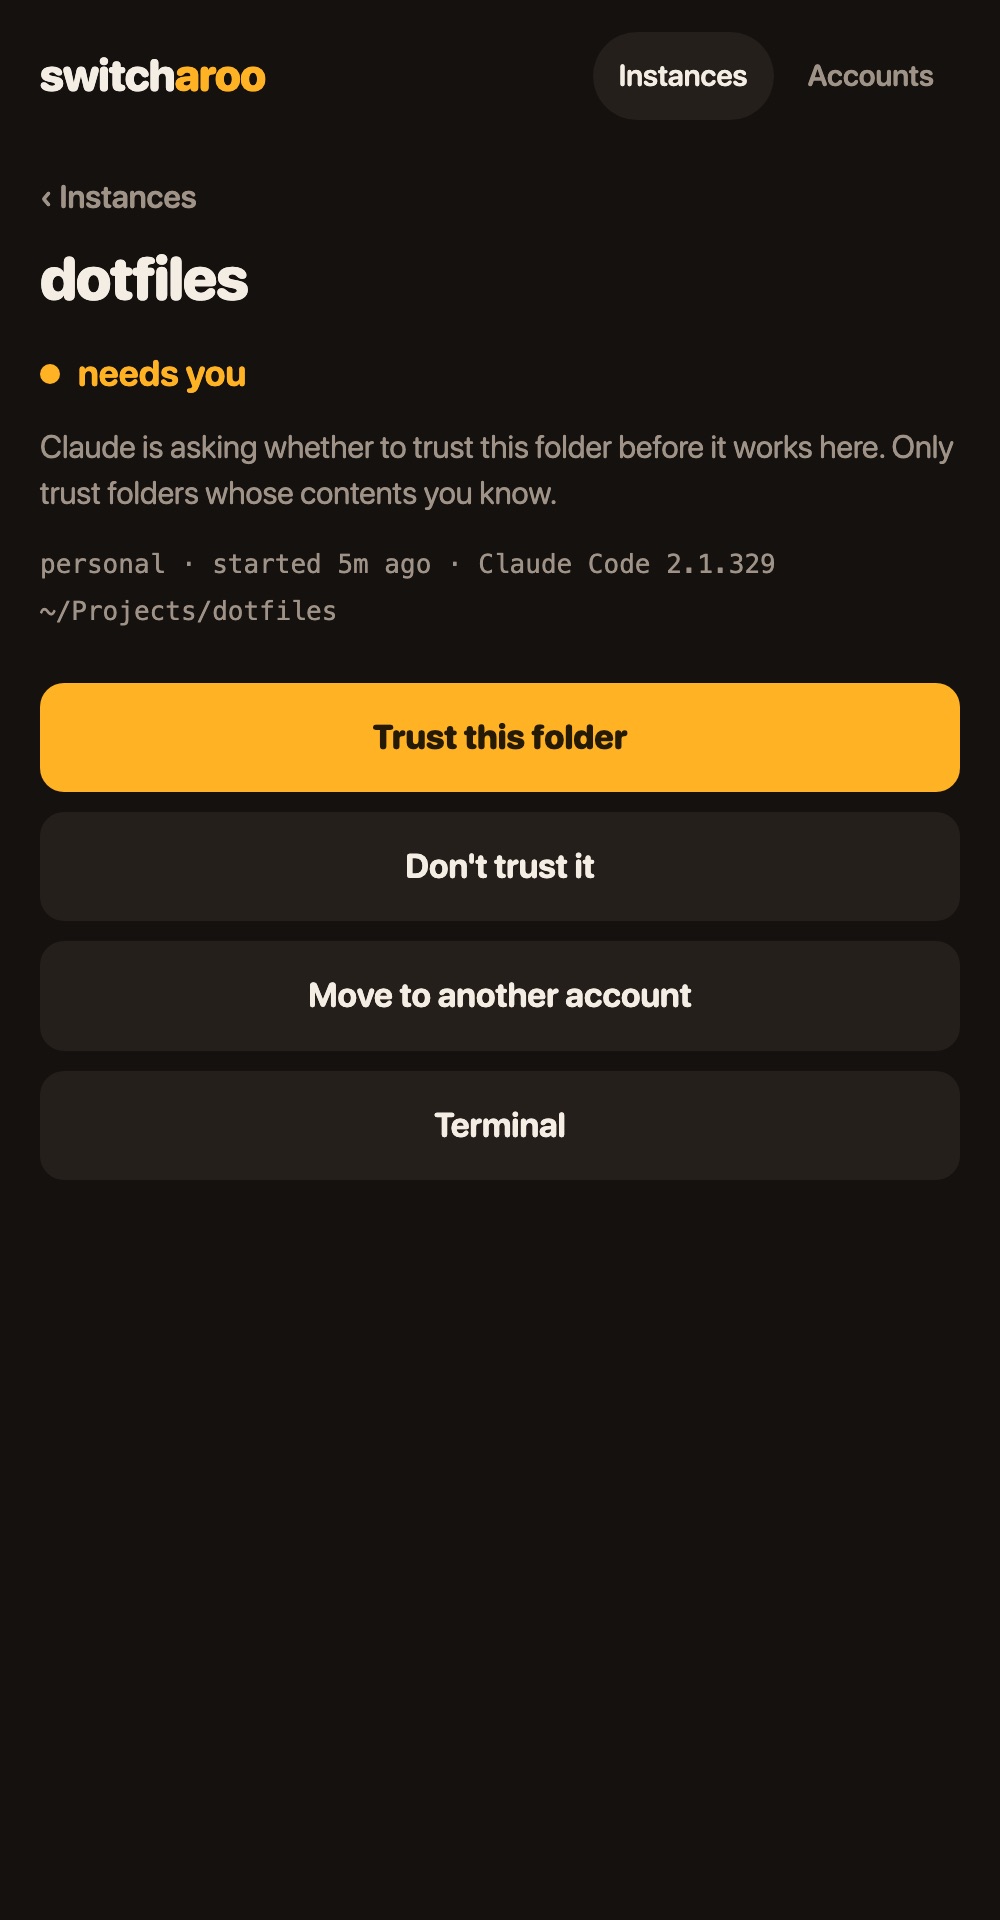 switcharoo
Instances
Accounts
‹ Instances
dotfiles
needs you
Claude is asking whether to trust this folder before it works here. Only
trust folders whose contents you know.
personal · started 5m ago · Claude Code 2.1.329
~/Projects/dotfiles
Trust this folder
Don't trust it
Move to another account
Terminal